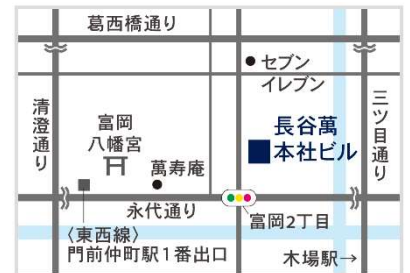 葛西橋通り
セブン
イレブン
清澄通り
富岡
八幡宮
萬寿庵
長谷萬
本社ビル
三ツ目通り
永代通り
富岡2丁目
〈東西線〉
門前仲町駅1番出口
木場駅→